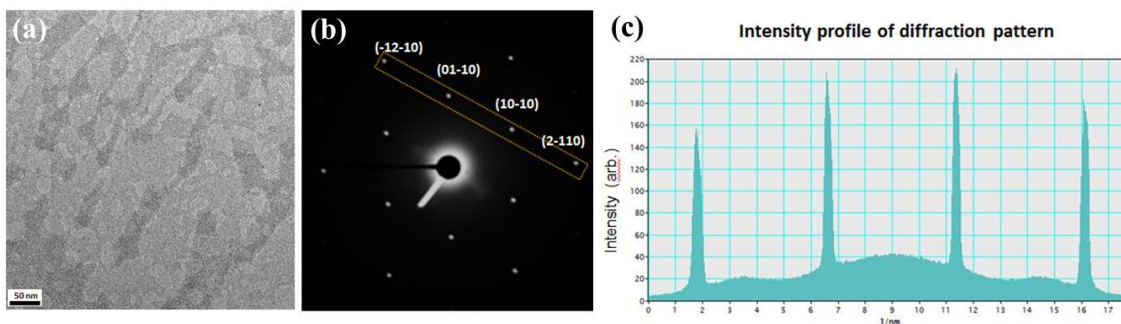 (a)
50 nm
(b)
(-12-10)
(01-10)
(10-10)
(2-110)
(c)
Intensity profile of diffraction pattern
Intensity (arb.)
220
200
180
160
140
120
100
80
60
40
20
0
0 1 2 3 4 5 6 7 8 9 10 11 12 13 14 15 16 17
1/nm